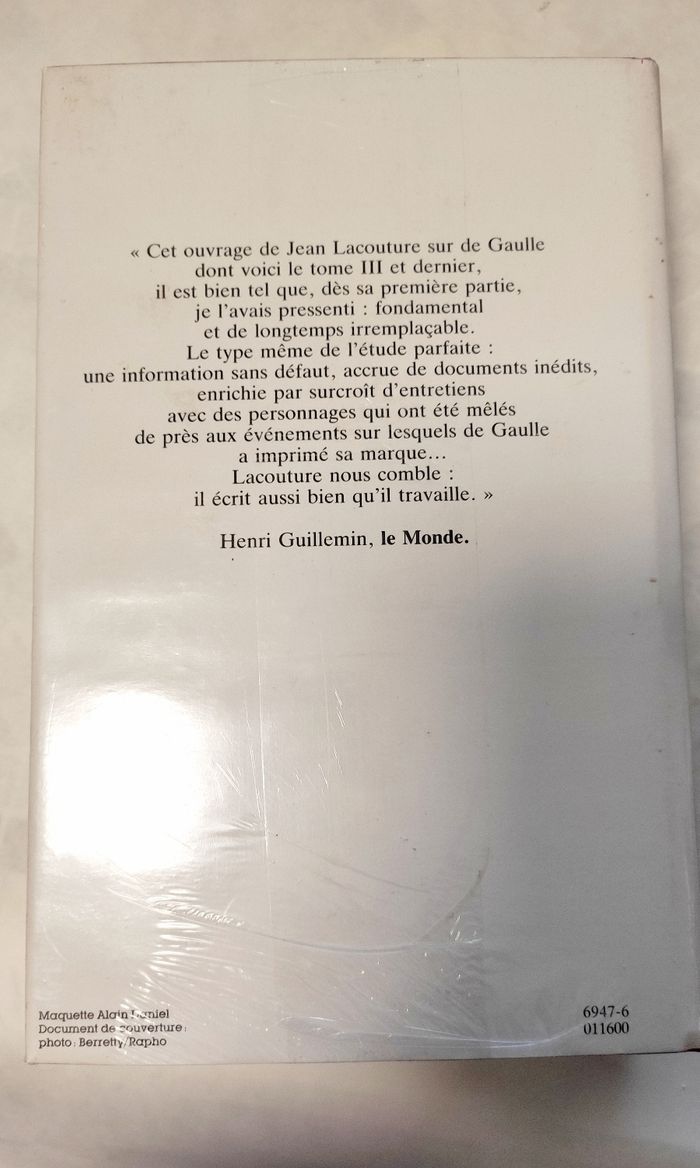 « Cet ouvrage de Jean Lacouture sur de Gaulle
dont voici le tome III et dernier,
il est bien tel que, dès sa première partie,
je l'avais pressenti : fondamental
et de longtemps irremplaçable.
Le type même de l'étude parfaite :
une information sans défaut, accrue de documents inédits,
enrichie par surcroît d'entretiens
avec des personnages qui ont été mêlés
de près aux événements sur lesquels de Gaulle
a imprimé sa marque...
Lacouture nous comble :
il écrit aussi bien qu'il travaille. »
Henri Guillemin, le Monde.
Maquette Alain Daniel
Document de couverture :
photo : Berretty/Rapho
6947-6
011600